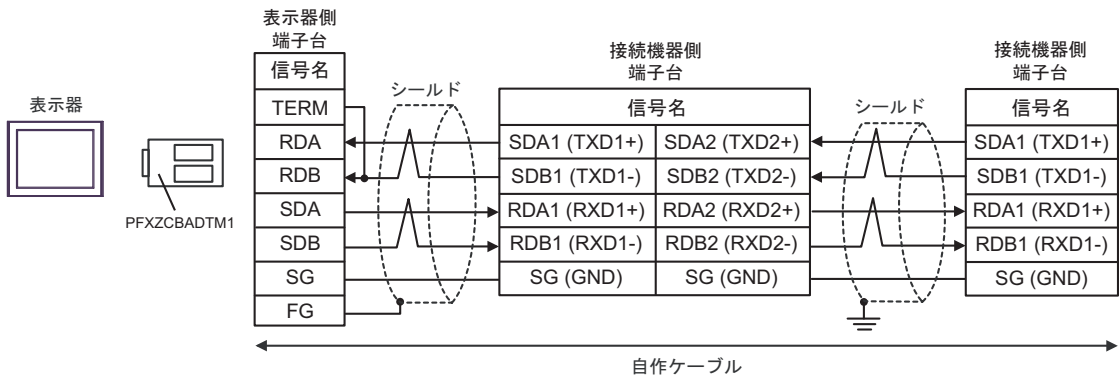 表示器側
端子台
接続機器側
端子台
接続機器側
端子台
信号名
シールド
表示器
TERM
信号名
シールド
信号名
RDA
SDA1 (TXD1+) SDA2 (TXD2+)
SDA1 (TXD1+)
RDB
SDB1 (TXD1-) SDB2 (TXD2-)
SDB1 (TXD1-)
SDA
RDA1 (RXD1+) RDA2 (RXD2+)
RDA1 (RXD1+)
PFXZCBADTM1
SDB
RDB1 (RXD1-) RDB2 (RXD2-)
RDB1 (RXD1-)
SG
SG (GND) SG (GND)
SG (GND)
FG
自作ケーブル